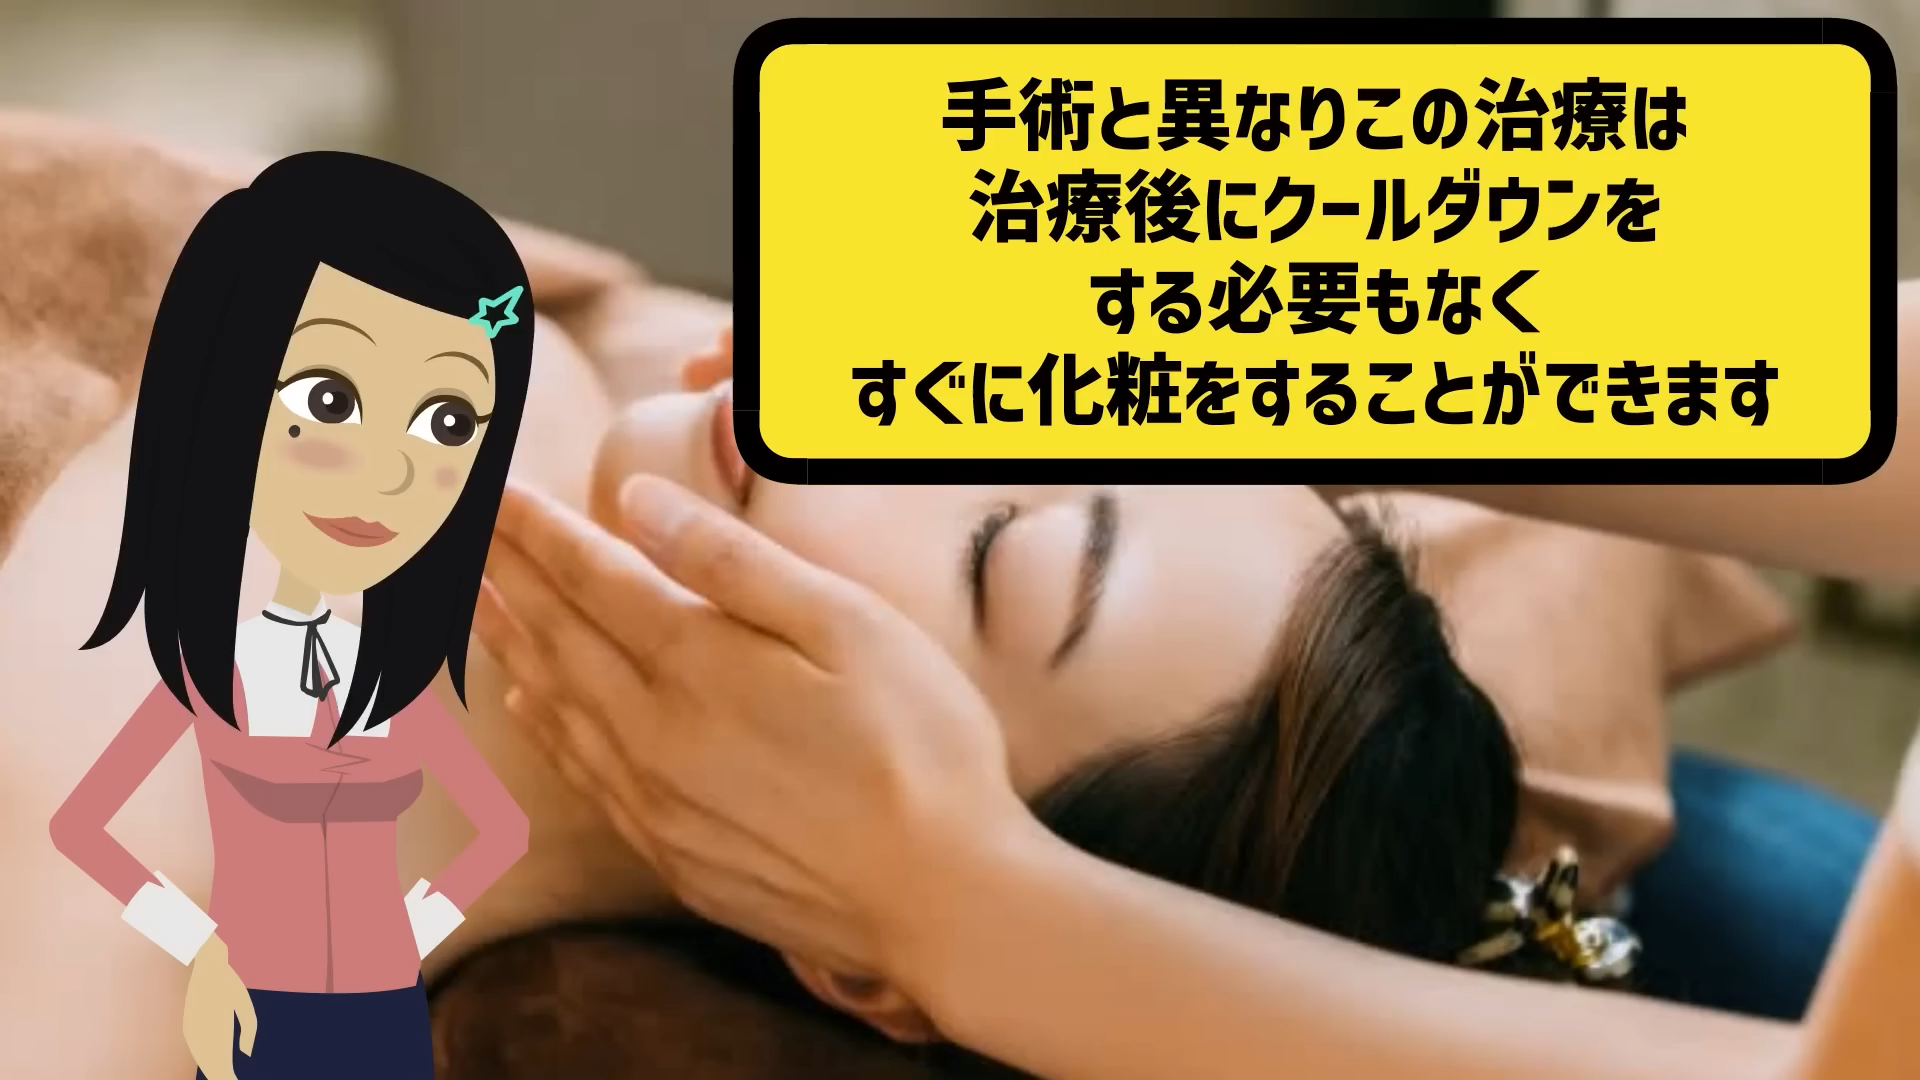 手術と異なりこの治療は
治療後にクールダウンを
する必要もなく
すぐに化粧をすることができます